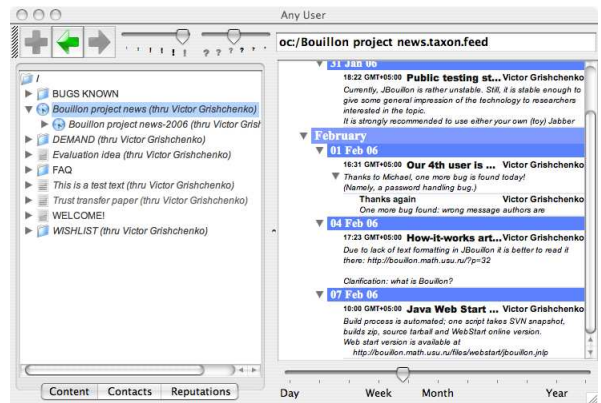 Any User
' ' ' ! ! ! ? ? ? ? ' '
oc:/Bouillon project news.taxon.feed
/
BUGS KNOWN
Bouillon project news (thru Victor Grishchenko)
Bouillon project news-2006 (thru Victor Grish
DEMAND (thru Victor Grishchenko)
Evaluation idea (thru Victor Grishchenko)
FAQ
This is a test text (thru Victor Grishchenko)
Trust transfer paper (thru Victor Grishchenko)
WELCOME!
WISHLIST (thru Victor Grishchenko)
Content Contacts Reputations
31 Jan 06
18:22 GMT+05:00 Public testing st... Victor Grishchenko
Currently, JBouillon is rather unstable. Still, it is stable enough to
give some general impression of the technology to researchers
interested in the topic.
It is strongly recommended to use either your own (toy) Jabber
February
01 Feb 06
16:31 GMT+05:00 Our 4th user is ... Victor Grishchenko
Thanks to Michael, one more bug is found today!
(Namely, a password handling bug.)
Thanks again Victor Grishchenko
One more bug found: wrong message authors are
04 Feb 06
17:23 GMT+05:00 How-it-works art... Victor Grishchenko
Due to lack of text formatting in JBouillon it is better to read it
there: http://bouillon.math.usu.ru/?p=32
Clarification: what is Bouillon?
07 Feb 06
10:00 GMT+05:00 Java Web Start ... Victor Grishchenko
Build process is automated; one script takes SVN snapshot,
builds zip, source tarball and WebStart online version.
Web start version is available at
http://bouillon.math.usu.ru/files/webstart/jbouillon.jnlp
Day Week Month Year